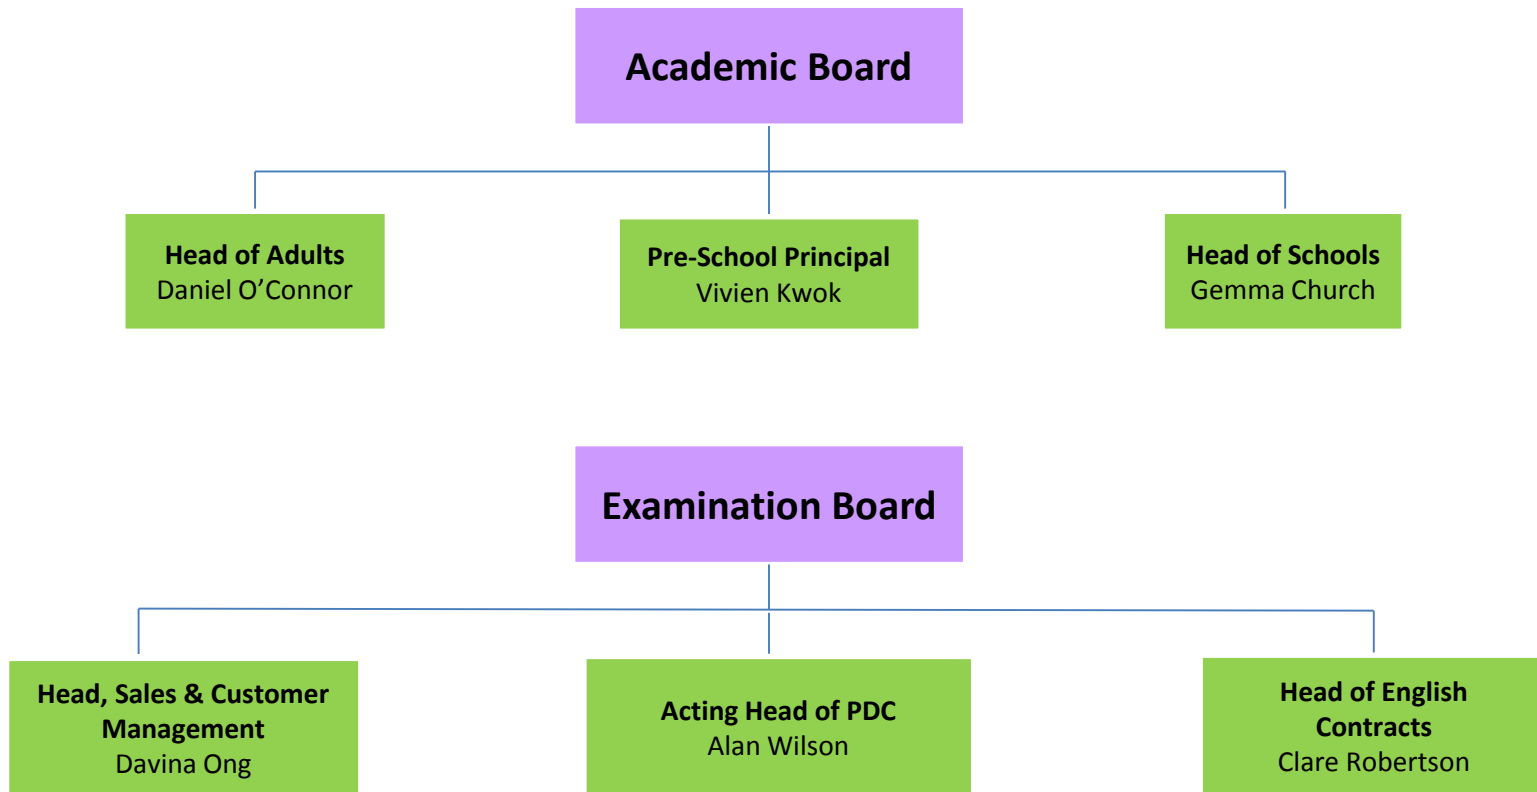 Academic Board
Head of Adults
Daniel O’Connor
Pre-School Principal
Vivien Kwok
Head of Schools
Gemma Church
Examination Board
Head, Sales & Customer
Management
Davina Ong
Acting Head of PDC
Alan Wilson
Head of English
Contracts
Clare Robertson